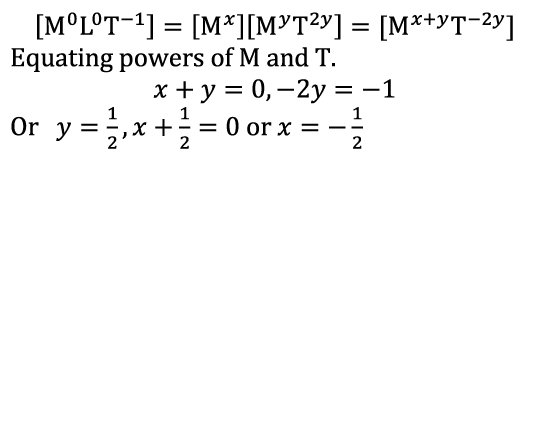 [M⁰L⁰T⁻¹] = [Mˣ][MʸT²ʸ] = [Mˣ⁺ʸT⁻²ʸ]
Equating powers of M and T.
x + y = 0, −2y = −1
Or y = 1/2, x + 1/2 = 0 or x = −1/2